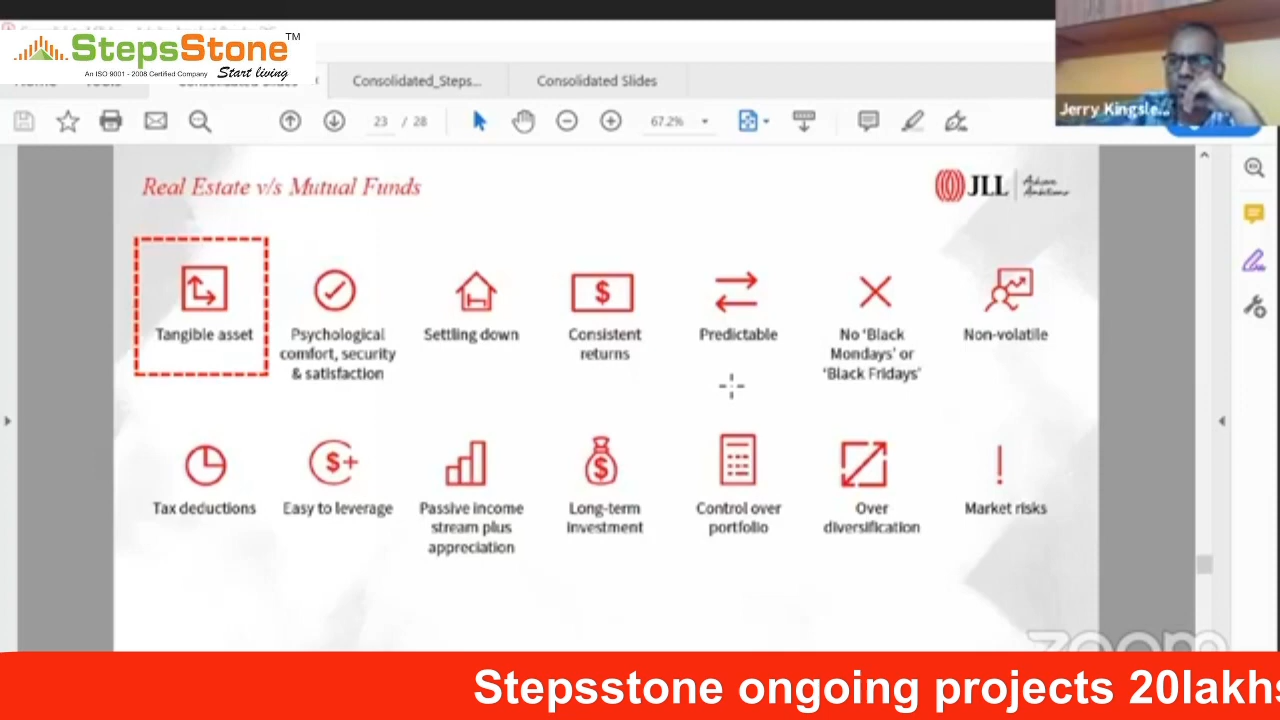 StepsStone TM
An ISO 9001 - 2008 Certified Company Start living
Consolidated_Steps...
Consolidated Slides
23 / 28
67.2%
Jerry Kingsle...
Real Estate v/s Mutual Funds
JLL
Tangible asset
Psychological
comfort, security
& satisfaction
Settling down
Consistent
returns
Predictable
No ‘Black
Mondays’ or
‘Black Fridays’
Non-volatile
Tax deductions
Easy to leverage
Passive income
stream plus
appreciation
Long-term
investment
Control over
portfolio
Over
diversification
Market risks
zoom
Stepsstone ongoing projects 20lakhs